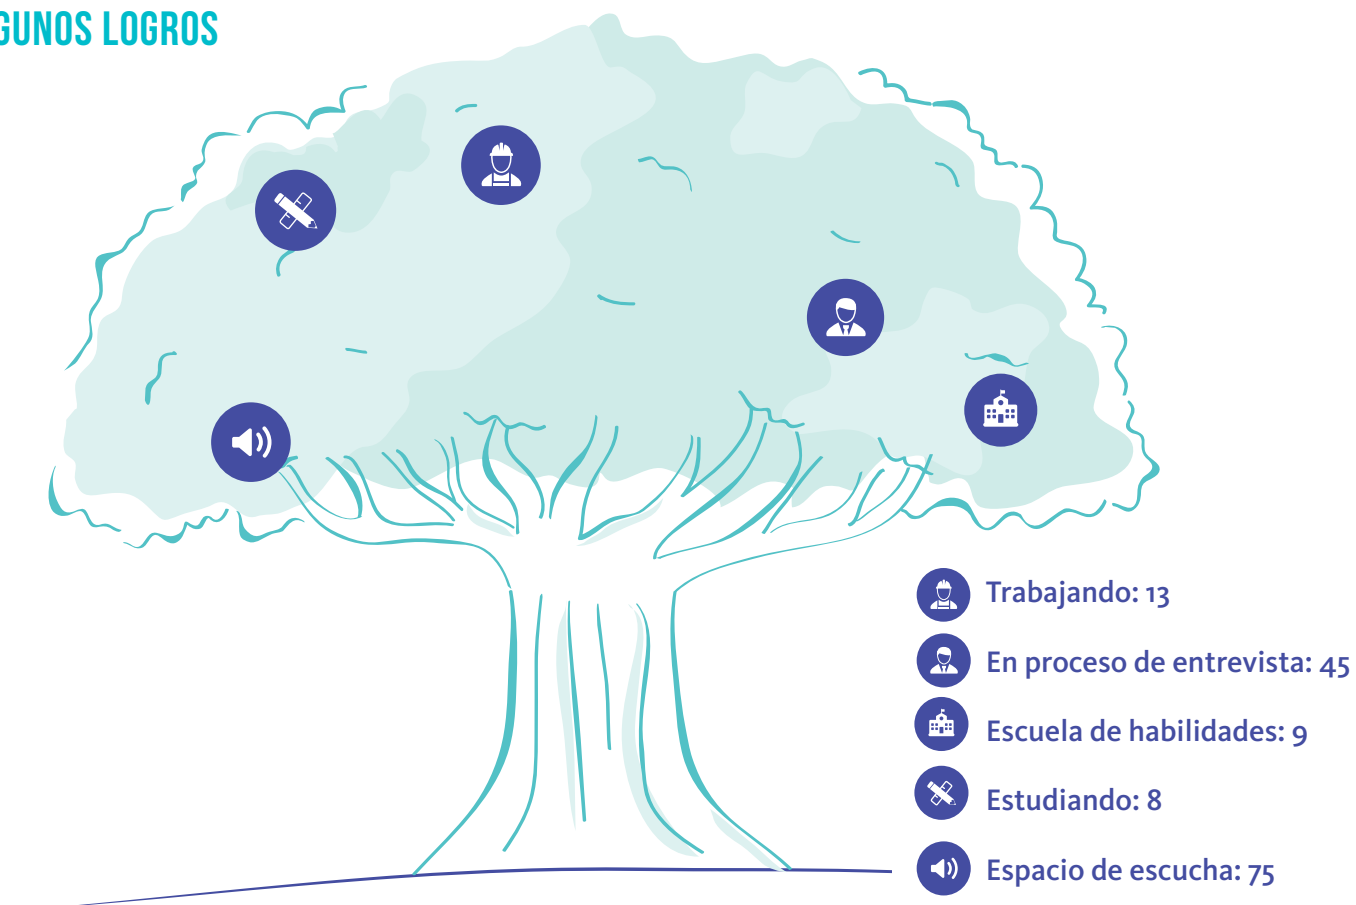 GUNOS LOGROS
Trabajando: 13
En proceso de entrevista: 45
Escuela de habilidades: 9
Estudiando: 8
Espacio de escucha: 75